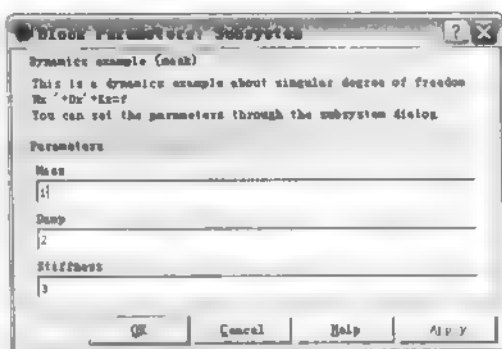 Block Parameters: Subsystem
Dynamics example (mask)
This is a dynamics example about singular degree of freedom
Mx''+Dx'+Kx=f
You can set the parameters through the subsystem dialog
Parameters
Mass
1
Damp
2
Stiffness
3
OK Cancel Help Apply